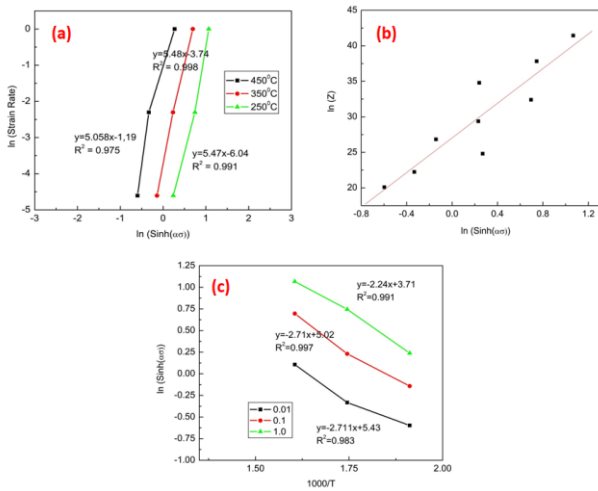 (a)
y=5.48x-3.74
R2 = 0.998
450⁰C
350⁰C
250⁰C
y=5.058x-1,19
R2 = 0.975
y=5.47x-6.04
R2 = 0.991
ln (Strain Rate)
0
-1
-2
-3
-4
-5
-3 -2 -1 0 1 2 3
ln (Sinh(ασ))
(b)
ln (Z)
45
40
35
30
25
20
-0.8 -0.4 0.0 0.4 0.8 1.2
ln (Sinh(ασ))
(c)
y=-2.24x+3.71
R2=0.991
y=-2.71x+5.02
R2=0.997
0.01
0.1
1.0
y=-2.711x+5.43
R2=0.983
ln (Sinh(ασ))
1.25
1.00
0.75
0.50
0.25
0.00
-0.25
-0.50
-0.75
-1.00
1.50 1.75 2.00
1000/T